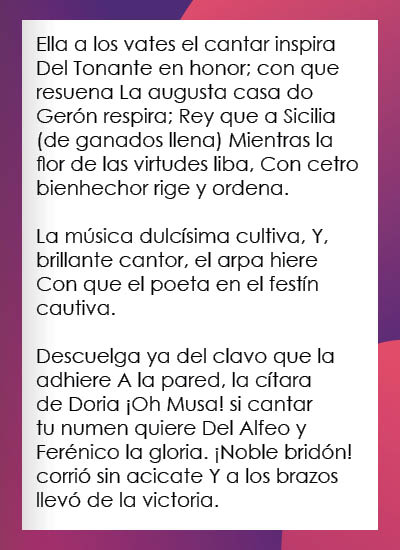 Ella a los vates el cantar inspira
Del Tonante en honor; con que
resuena La augusta casa do
Gerón respira; Rey que a Sicilia
(de ganados llena) Mientras la
flor de las virtudes liba, Con cetro
bienhechor rige y ordena.

La música dulcísima cultiva, Y,
brillante cantor, el arpa hiere
Con que el poeta en el festín
cautiva.

Descuelga ya del clavo que la
adhiere A la pared, la cítara
de Doria ¡Oh Musa! si cantar
tu numen quiere Del Alfeo y
Ferénico la gloria. ¡Noble bridón!
corrió sin acicate Y a los brazos
llevó de la victoria.